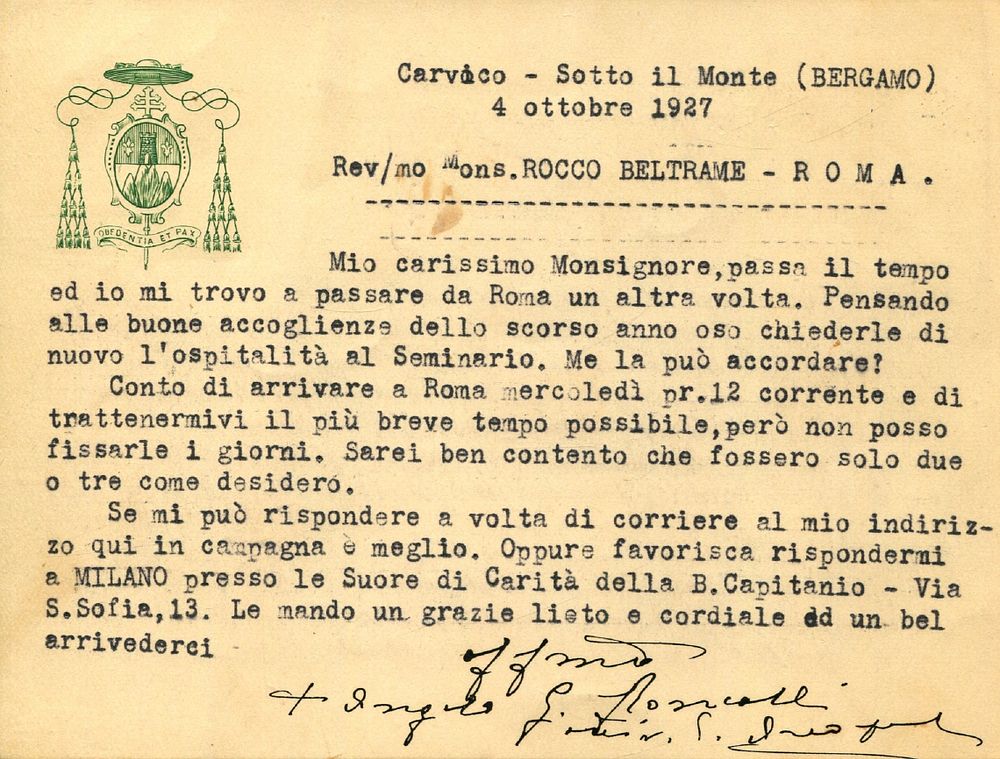 OBEDIENTIA ET PAX
Carvico - Sotto il Monte (BERGAMO)
4 ottobre 1927
Rev/mo Mons.ROCCO BELTRAME - R O M A .
Mio carissimo Monsignore,passa il tempo
ed io mi trovo a passare da Roma un altra volta. Pensando
alle buone accoglienze dello scorso anno oso chiederle di
nuovo l'ospitalità al Seminario. Me la può accordare?
Conto di arrivare a Roma mercoledì pr.12 corrente e di
trattenermivi il più breve tempo possibile,però non posso
fissarle i giorni. Sarei ben contento che fossero solo due
o tre come desidero.
Se mi può rispondere a volta di corriere al mio indiriz-
zo qui in campagna è meglio. Oppure favorisca rispondermi
a MILANO presso le Suore di Carità della B.Capitanio - Via
S.Sofia,13. Le mando un grazie lieto e cordiale ed un bel
arrivederci
affmo
+ Angelo G. Roncalli